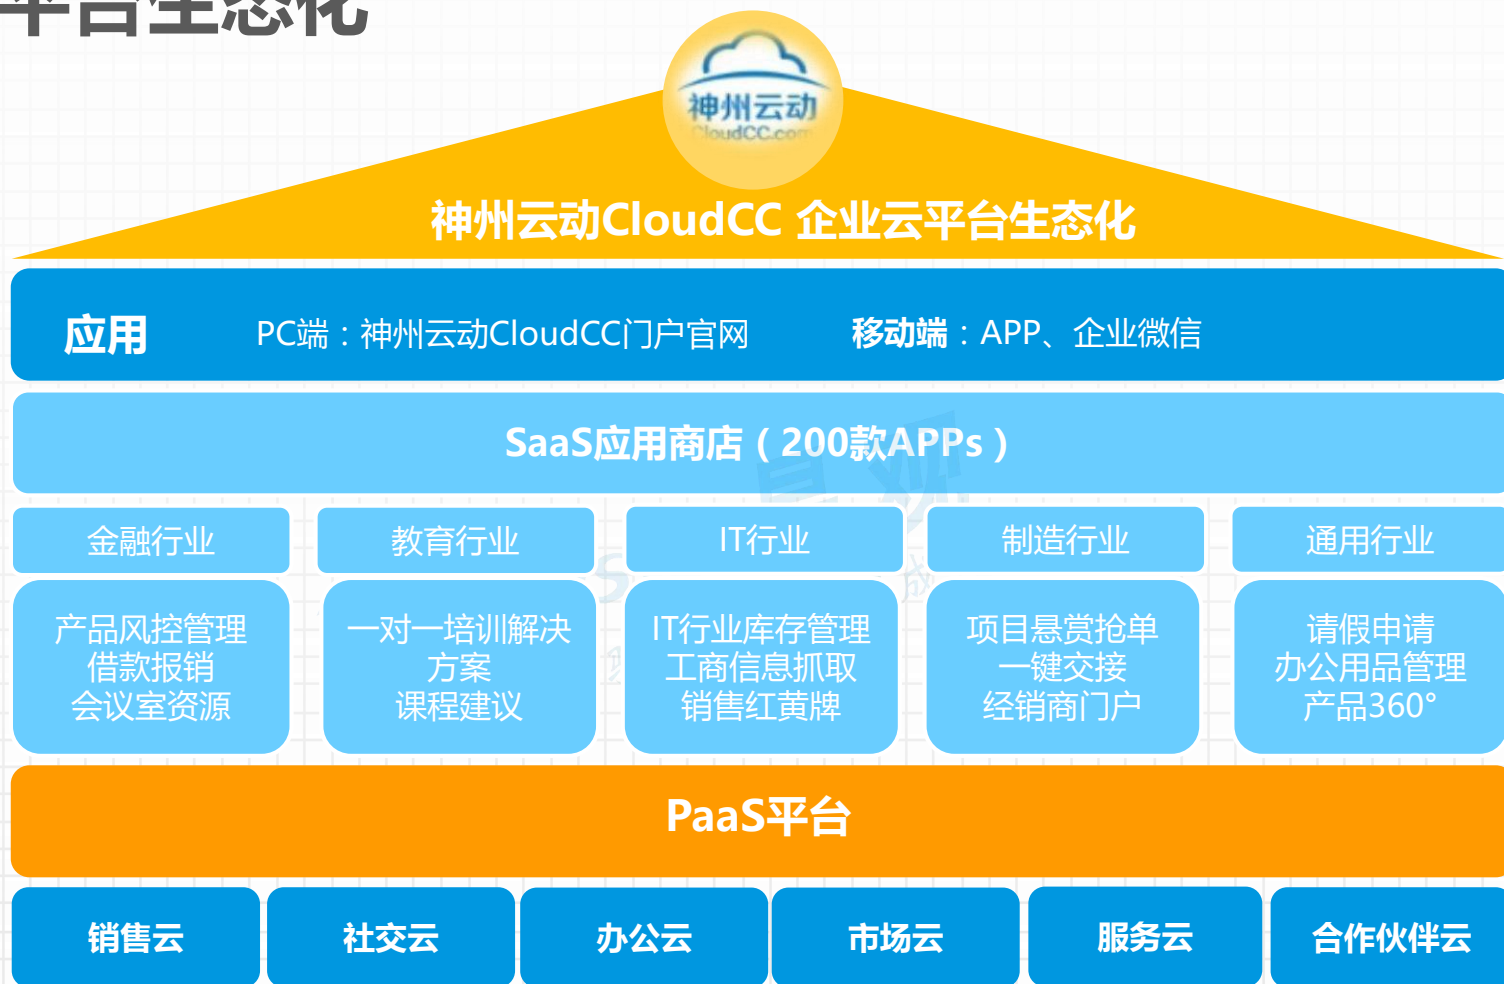 平台生态化
神州云动
CloudCC.com
神州云动CloudCC 企业云平台生态化
应用 PC端：神州云动CloudCC门户官网 移动端：APP、企业微信
SaaS应用商店（200款APPs）
金融行业 教育行业 IT行业 制造行业 通用行业
产品风控管理
借款报销
会议室资源
一对一培训解决
方案
课程建议
IT行业库存管理
工商信息抓取
销售红黄牌
项目悬赏抢单
一键交接
经销商门户
请假申请
办公用品管理
产品360°
PaaS平台
销售云 社交云 办公云 市场云 服务云 合作伙伴云